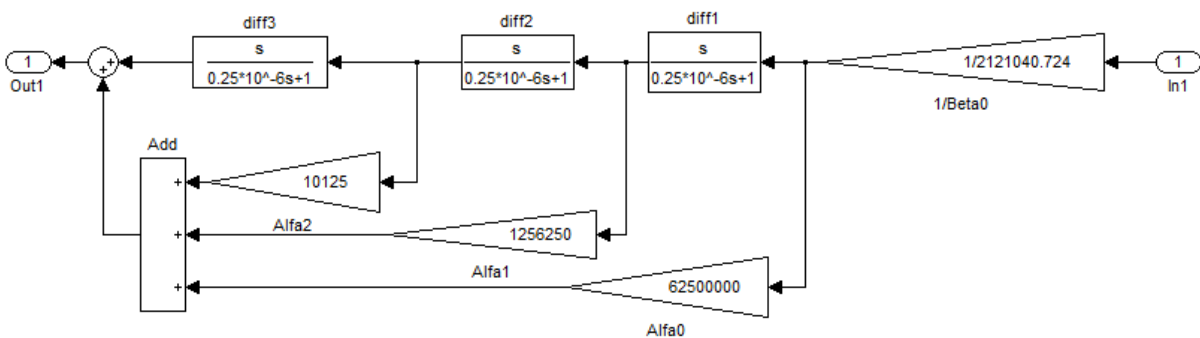 diff3
diff2
diff1
s
0.25*10^-6s+1
s
0.25*10^-6s+1
s
0.25*10^-6s+1
1/2121040.724
1
Out1
1
In1
1/Beta0
+
+
Add
+
10125
Alfa2
+
1256250
Alfa1
+
62500000
Alfa0